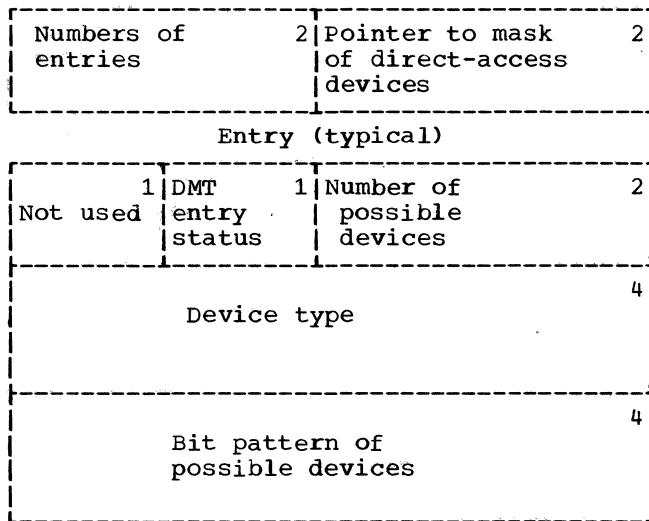 Numbers of 2 Pointer to mask 2
entries of direct-access
devices
Entry (typical)
1 DMT 1 Number of 2
Not used entry possible
status devices
4
Device type
4
Bit pattern of
possible devices